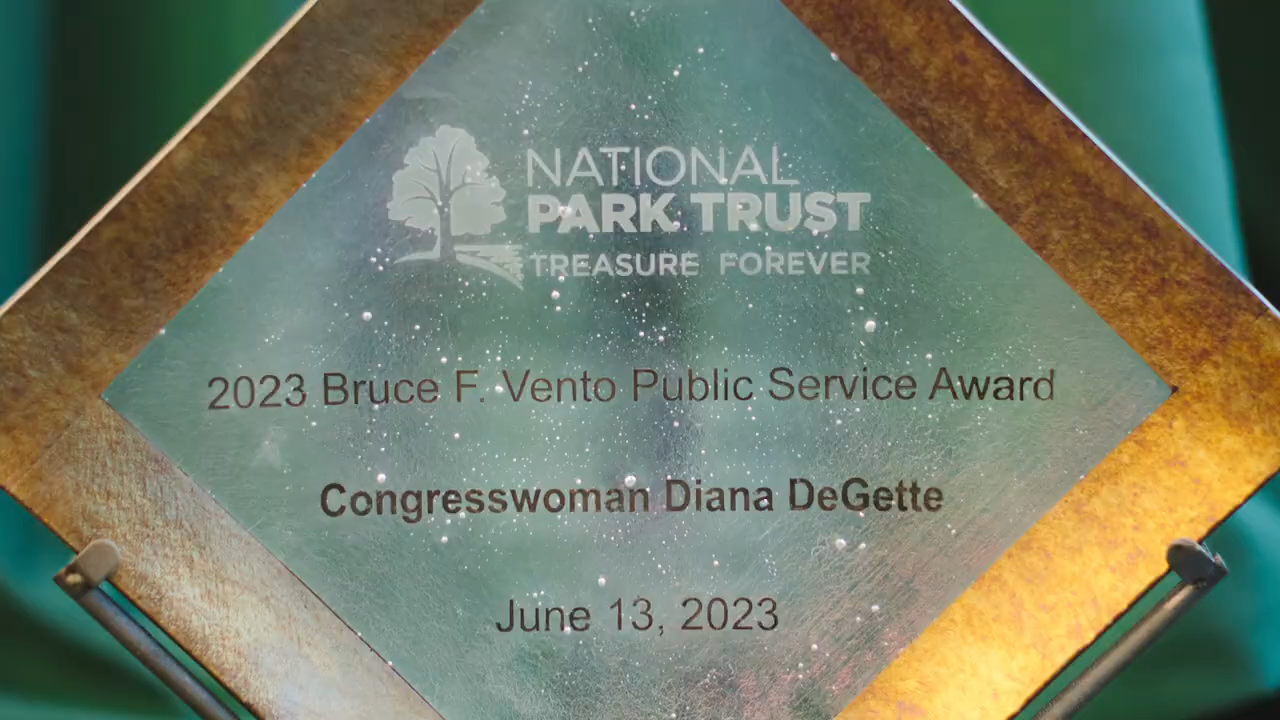 NATIONAL
PARK TRUST
TREASURE FOREVER
2023 Bruce F. Vento Public Service Award
Congresswoman Diana DeGette
June 13, 2023